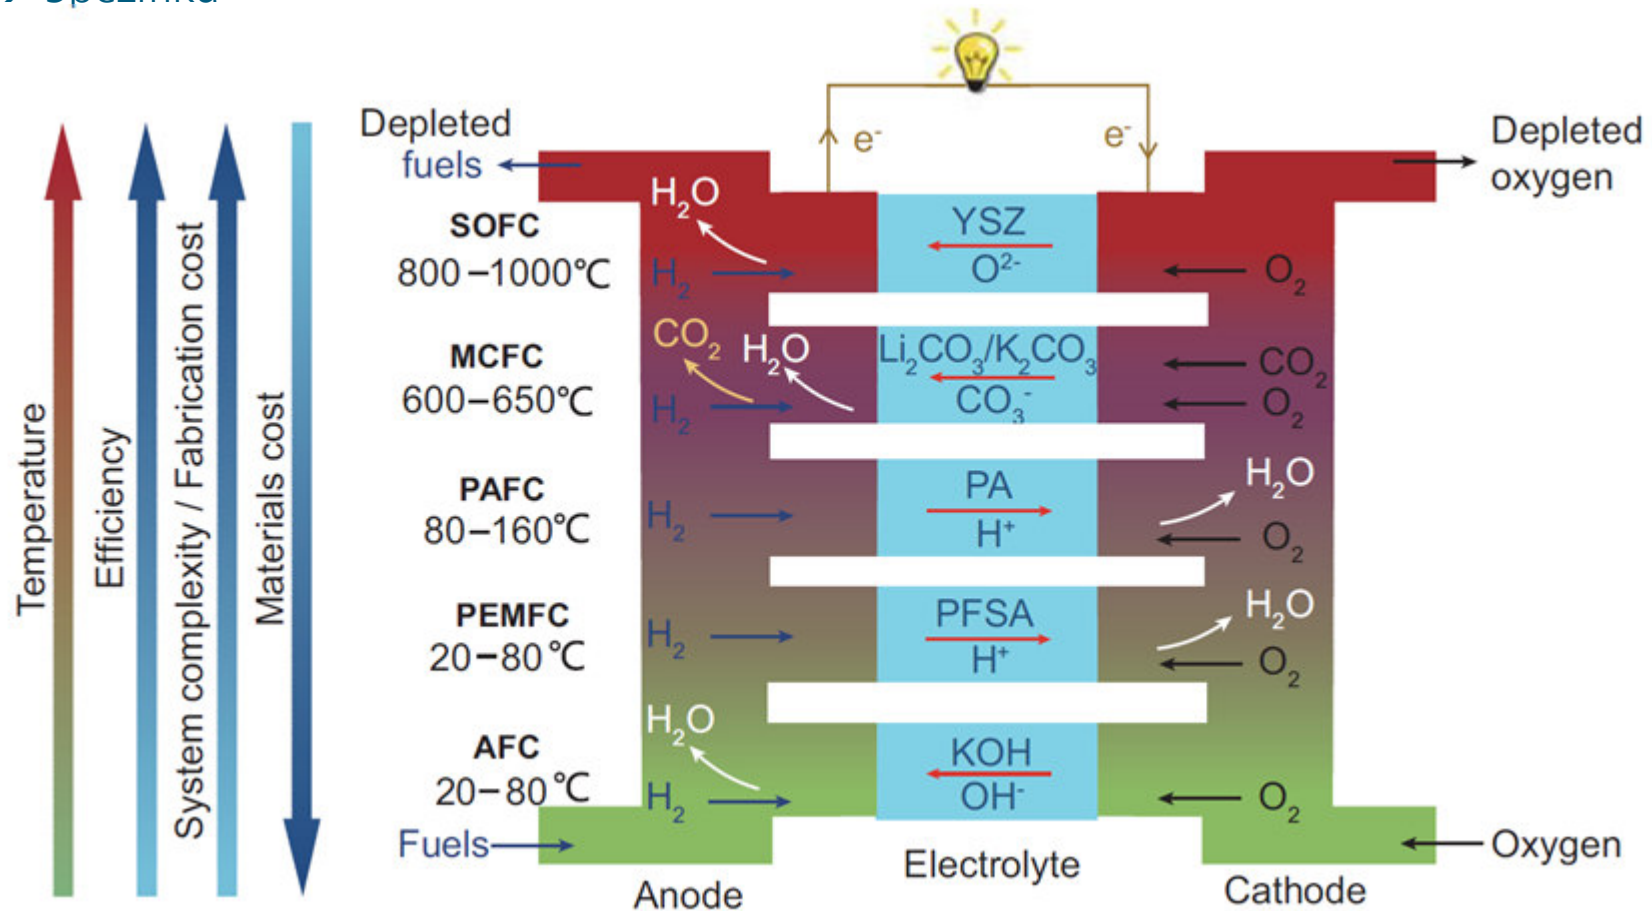 Depleted
fuels
e-
e-
Depleted
oxygen
Temperature
Efficiency
System complexity / Fabrication cost
Materials cost
SOFC
800–1000℃
H₂O
H₂
YSZ
O²⁻
O₂
MCFC
600–650℃
CO₂
H₂O
H₂
Li₂CO₃/K₂CO₃
CO₃⁻
CO₂
O₂
PAFC
80–160℃
H₂
PA
H⁺
H₂O
O₂
PEMFC
20–80℃
H₂
PFSA
H⁺
H₂O
O₂
AFC
20–80℃
H₂O
H₂
KOH
OH⁻
O₂
Fuels
Oxygen
Anode
Electrolyte
Cathode